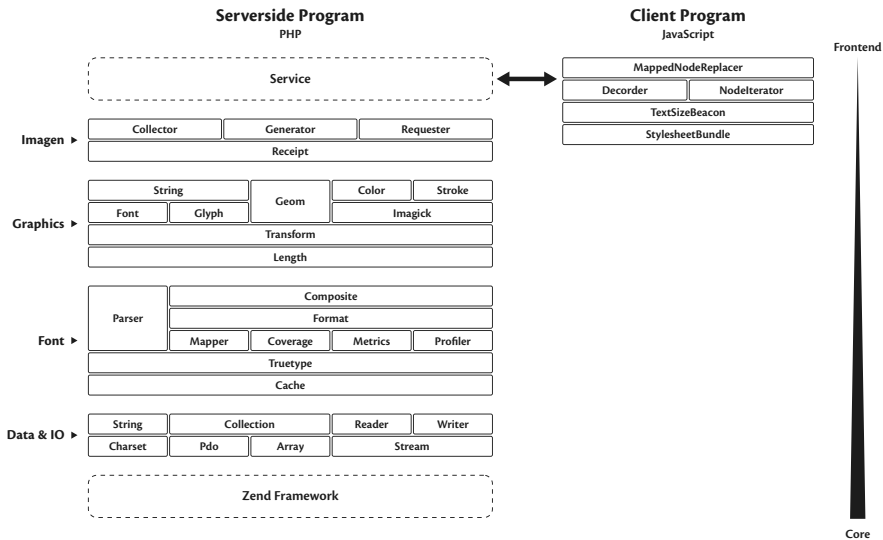 Serverside Program
PHP
Client Program
JavaScript
Frontend
Service
MappedNodeReplacer
Decorder
NodeIterator
TextSizeBeacon
StylesheetBundle
Imagen
Collector
Generator
Requester
Receipt
Graphics
String
Geom
Color
Stroke
Font
Glyph
Imagick
Transform
Length
Font
Parser
Composite
Format
Mapper
Coverage
Metrics
Profiler
Truetype
Cache
Data & IO
String
Collection
Reader
Writer
Charset
Pdo
Array
Stream
Zend Framework
Core